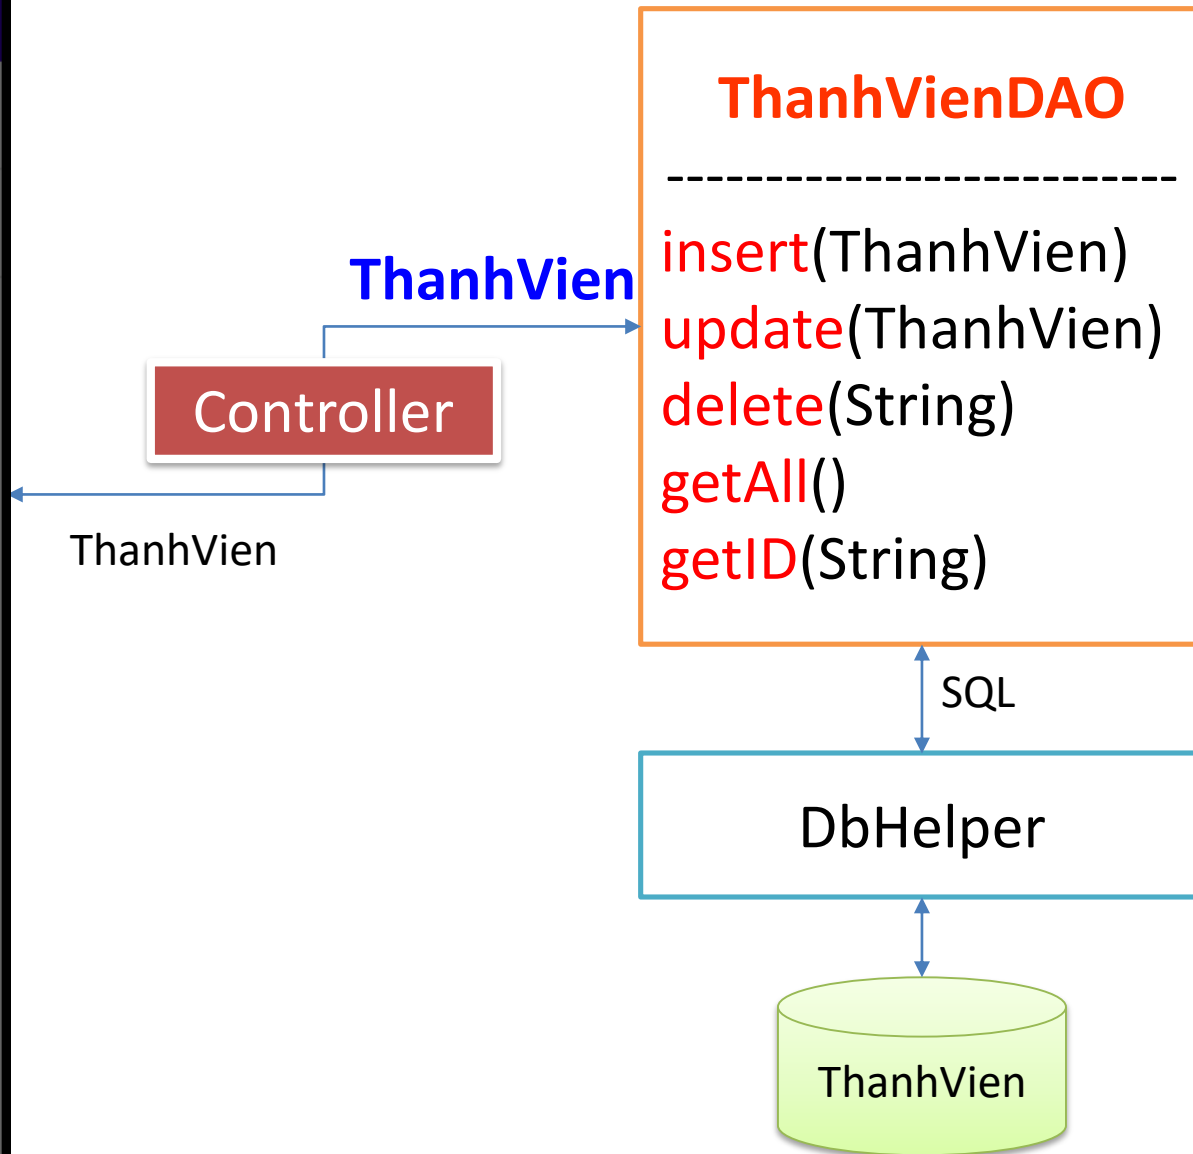 ThanhVienDAO
--------------------------
insert(ThanhVien)
update(ThanhVien)
delete(String)
getAll()
getID(String)
ThanhVien
Controller
ThanhVien
SQL
DbHelper
ThanhVien